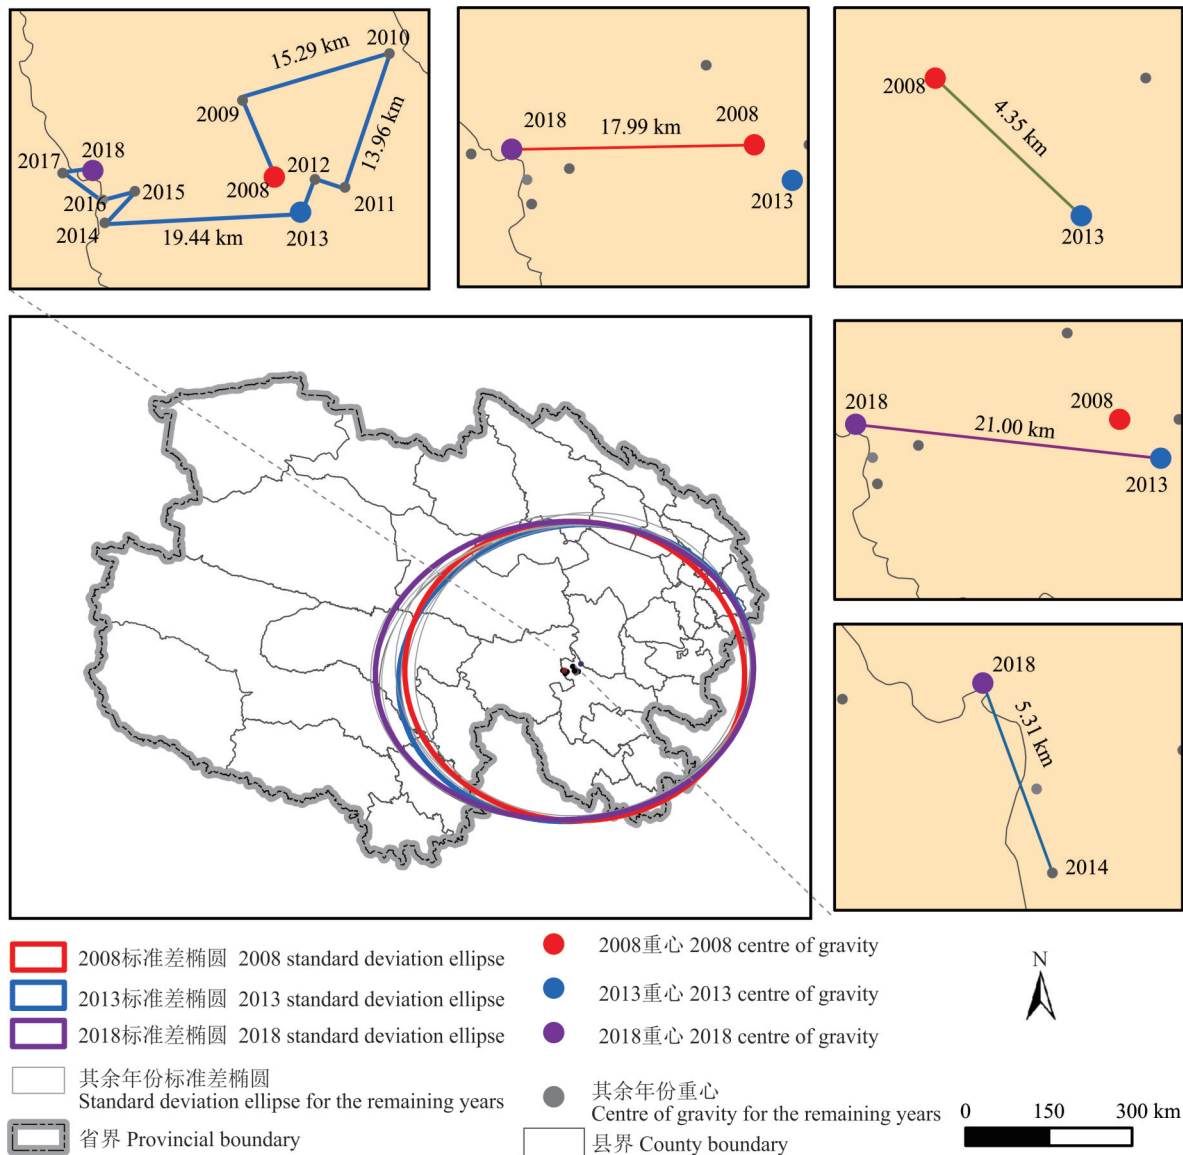 2010
15.29 km
2009
13.96 km
2017
2018
2012
2008
2015
2016
2011
2014
19.44 km
2013
2018
17.99 km
2008
2013
2008
4.35 km
2013
2018
2008
21.00 km
2013
2018
5.31 km
2014
2008标准差椭圆 2008 standard deviation ellipse
2013标准差椭圆 2013 standard deviation ellipse
2018标准差椭圆 2018 standard deviation ellipse
其余年份标准差椭圆
Standard deviation ellipse for the remaining years
省界 Provincial boundary
2008重心 2008 centre of gravity
2013重心 2013 centre of gravity
2018重心 2018 centre of gravity
其余年份重心
Centre of gravity for the remaining years
县界 County boundary
N
0 150 300 km